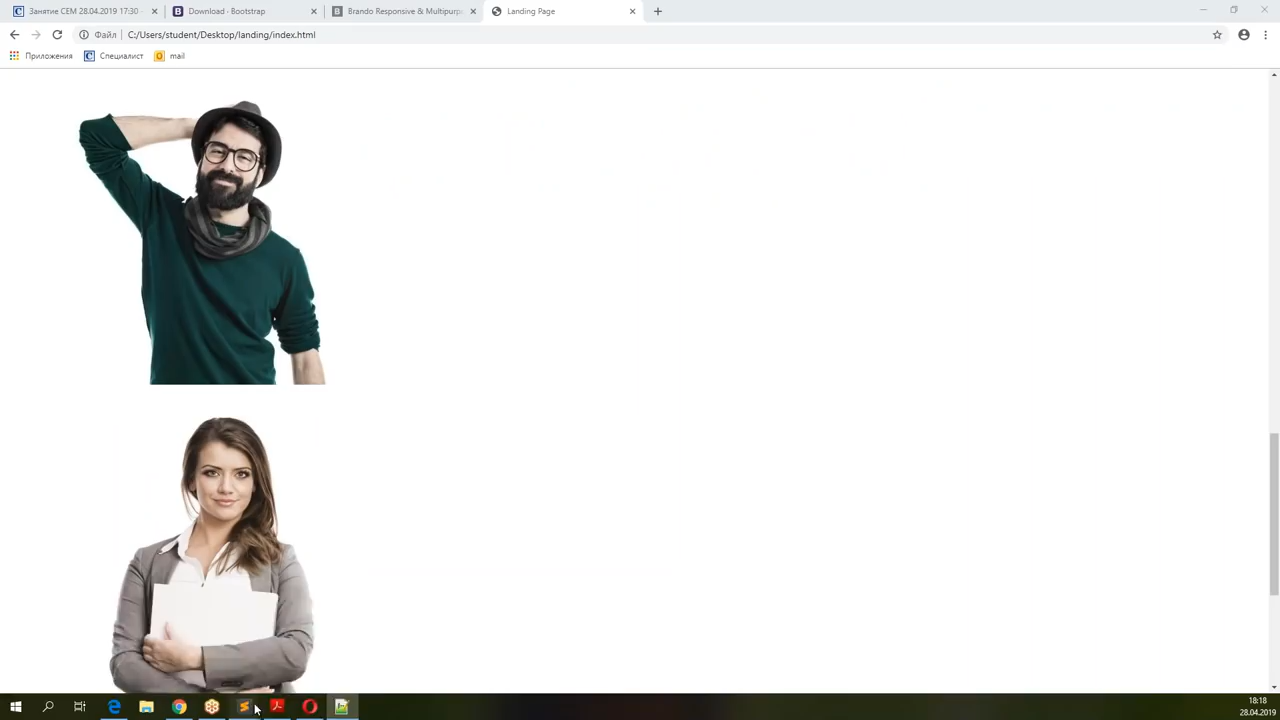 Занятие СЕМ 28.04.2019 17:30 -
Download · Bootstrap
Brando Responsive & Multipurp
Landing Page
Файл
C:/Users/student/Desktop/landing/index.html
Приложения
Специалист
mail
18:18
28.04.2019